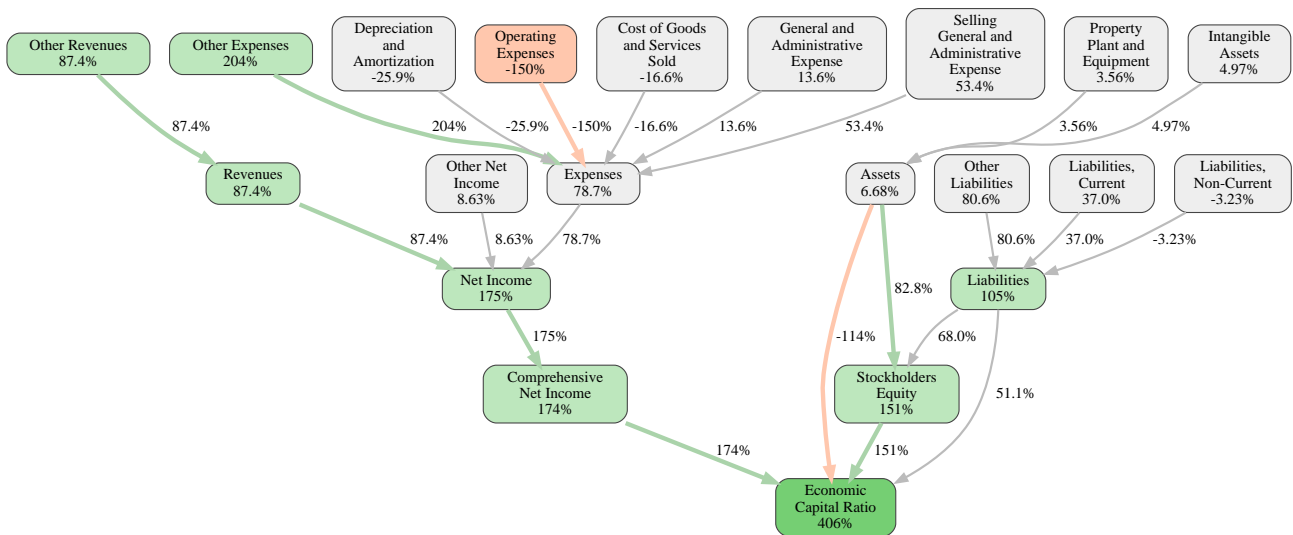 Other Revenues
87.4%
Other Expenses
204%
Depreciation
and
Amortization
-25.9%
Operating
Expenses
-150%
Cost of Goods
and Services
Sold
-16.6%
General and
Administrative
Expense
13.6%
Selling
General and
Administrative
Expense
53.4%
Property
Plant and
Equipment
3.56%
Intangible
Assets
4.97%
87.4%
204%
-25.9%
-150%
-16.6%
13.6%
53.4%
3.56%
4.97%
Revenues
87.4%
Other Net
Income
8.63%
Expenses
78.7%
Assets
6.68%
Other
Liabilities
80.6%
Liabilities,
Current
37.0%
Liabilities,
Non-Current
-3.23%
87.4%
8.63%
78.7%
80.6%
37.0%
-3.23%
Net Income
175%
82.8%
Liabilities
105%
175%
-114%
68.0%
Comprehensive
Net Income
174%
Stockholders
Equity
151%
51.1%
174%
151%
Economic
Capital Ratio
406%